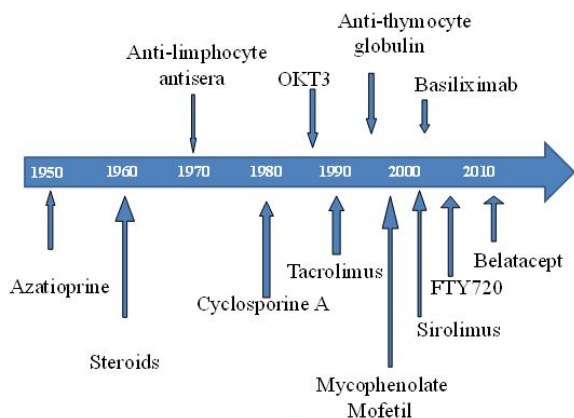 Anti-thymocyte
globulin
Anti-limphocyte
antisera
OKT3
Basiliximab
1950 1960 1970 1980 1990 2000 2010
Azatioprine
Steroids
Cyclosporine A
Tacrolimus
Mycophenolate
Mofetil
Sirolimus
FTY720
Belatacept